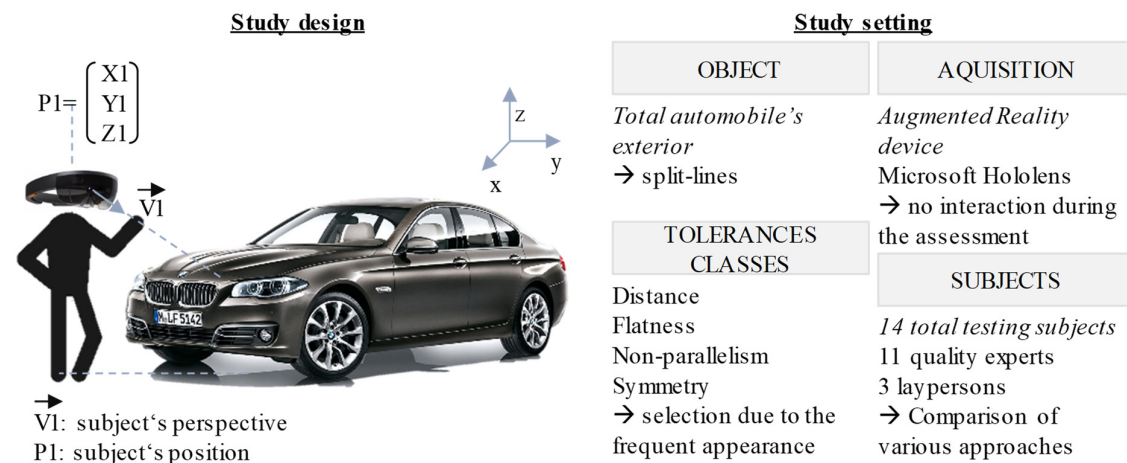 Study design
P1=
X1
Y1
Z1
V1
z
y
x
M LF 5142
V1: subject‘s perspective
P1: subject‘s position
Study setting
OBJECT
Total automobile’s
exterior
→ split-lines
TOLERANCES
CLASSES
Distance
Flatness
Non-parallelism
Symmetry
→ selection due to the
frequent appearance
AQUISITION
Augmented Reality
device
Microsoft Hololens
→ no interaction during
the assessment
SUBJECTS
14 total testing subjects
11 quality experts
3 laypersons
→ Comparison of
various approaches